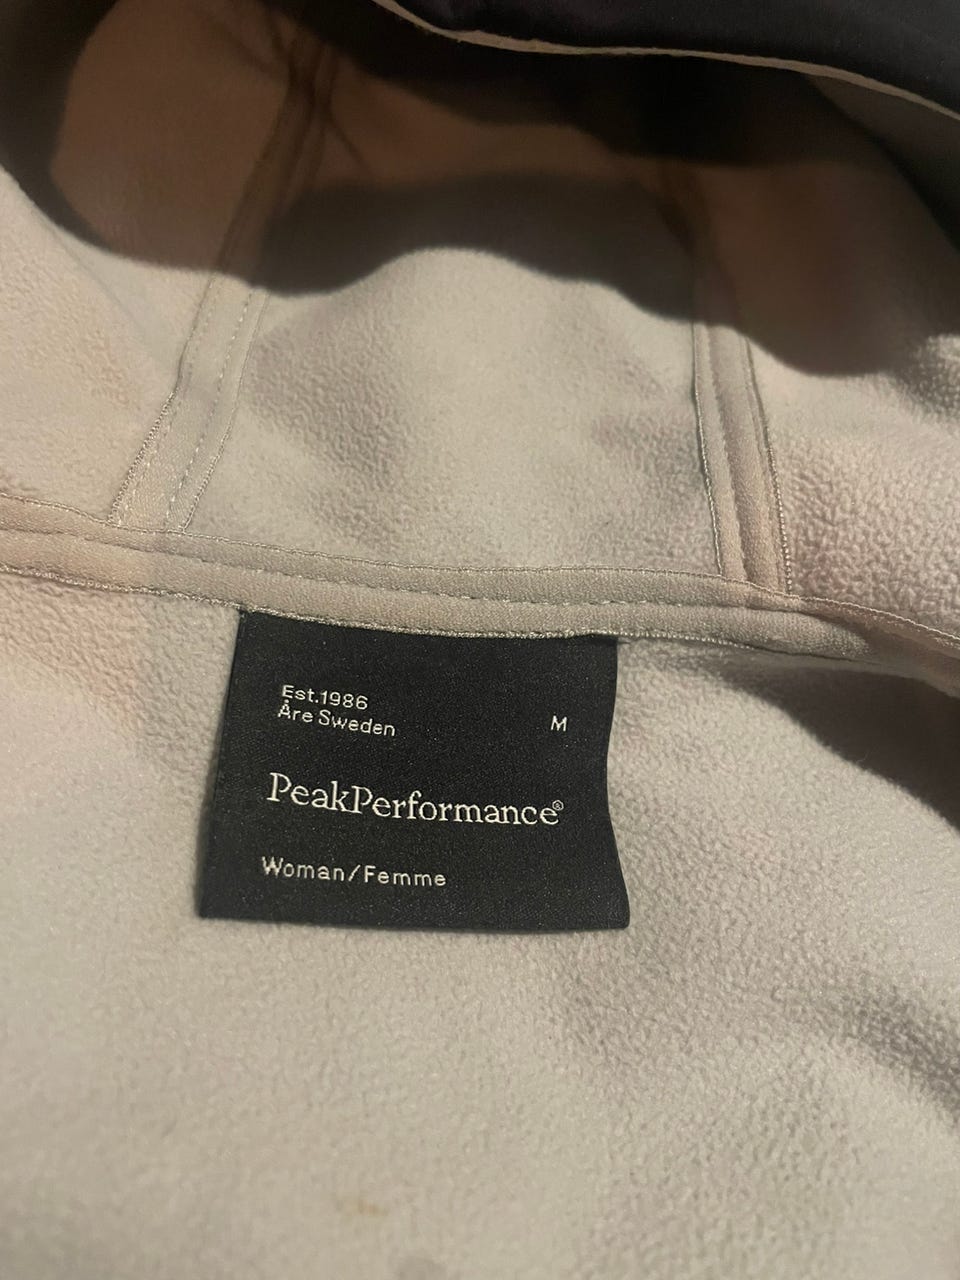 Est.1986
Åre Sweden
M
PeakPerformance®
Woman/Femme